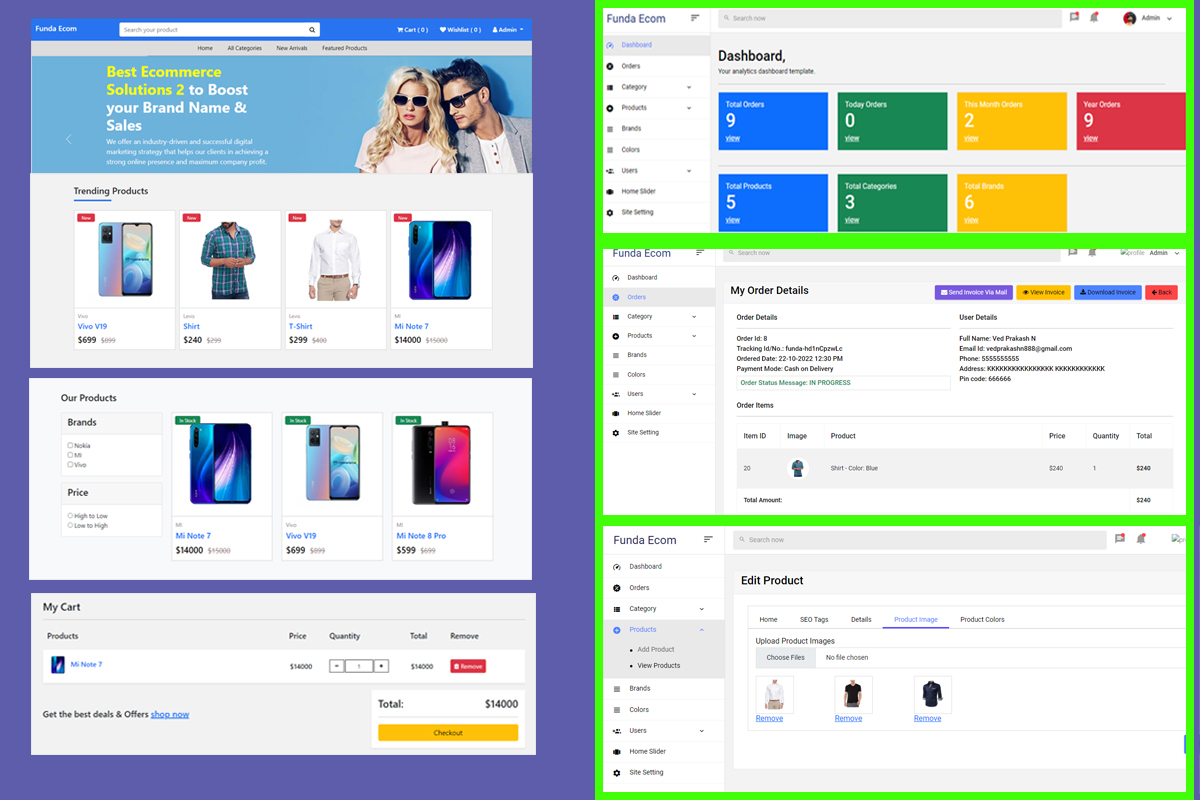 Funda Ecom
Search your product
Cart ( 0 )
Wishlist ( 0 )
Admin
Home
All Categories
New Arrivals
Featured Products
Best Ecommerce
Solutions 2 to Boost
your Brand Name &
Sales
We offer an industry-driven and successful digital
marketing strategy that helps our clients in achieving a
strong online presence and maximum company profit.
Trending Products
New
New
New
New
Vivo
Vivo V19
$699 $899
Levis
Shirt
$240 $299
Levis
T-Shirt
$299 $400
MI
Mi Note 7
$14000 $15000
Our Products
Brands
Nokia
MI
Vivo
Price
High to Low
Low to High
In Stock
In Stock
In Stock
MI
Mi Note 7
$14000 $15000
Vivo
Vivo V19
$699 $899
MI
Mi Note 8 Pro
$599 $699
My Cart
Products Price Quantity Total Remove
Mi Note 7 $14000 - 1 + $14000 Remove
Get the best deals & Offers shop now
Total: $14000
Checkout
Funda Ecom
Search now
Admin
Dashboard
Orders
Category
Products
Brands
Colors
Users
Home Slider
Site Setting
Dashboard,
Your analytics dashboard template.
Total Orders
9
view
Today Orders
0
view
This Month Orders
2
view
Year Orders
9
view
Total Products
5
view
Total Categories
3
view
Total Brands
6
view
Funda Ecom
Search now
profile
Admin
Dashboard
Orders
Category
Products
Brands
Colors
Users
Home Slider
Site Setting
My Order Details
Send Invoice Via Mail
View Invoice
Download Invoice
Back
Order Details
Order Id: 8
Tracking Id/No.: funda-hd1nCpzwLc
Ordered Date: 22-10-2022 12:30 PM
Payment Mode: Cash on Delivery
Order Status Message: IN PROGRESS
User Details
Full Name: Ved Prakash N
Email Id: vedprakashn888@gmail.com
Phone: 5555555555
Address: KKKKKKKKKKKKKKKK KKKKKKKKKKKK
Pin code: 666666
Order Items
Item ID Image Product Price Quantity Total
20 Shirt - Color: Blue $240 1 $240
Total Amount: $240
Funda Ecom
Search now
Dashboard
Orders
Category
Products
Add Product
View Products
Brands
Colors
Users
Home Slider
Site Setting
Edit Product
Home
SEO Tags
Details
Product Image
Product Colors
Upload Product Images
Choose Files No file chosen
Remove
Remove
Remove